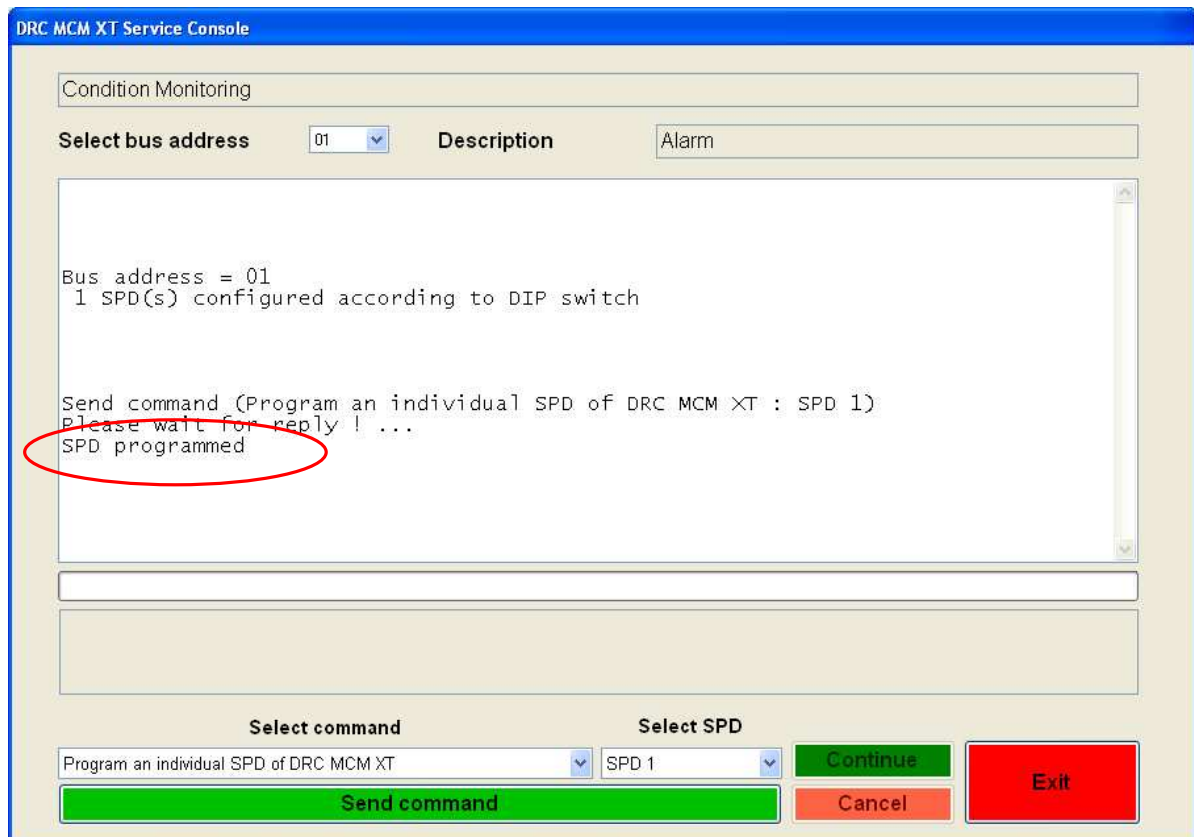 DRC MCM XT Service Console
Condition Monitoring
Select bus address 01 Description Alarm
Bus address = 01
1 SPD(s) configured according to DIP switch
Send command (Program an individual SPD of DRC MCM XT : SPD 1)
Please wait for reply ! ...
SPD programmed
Select command Select SPD
Program an individual SPD of DRC MCM XT SPD 1 Continue
Exit
Send command Cancel